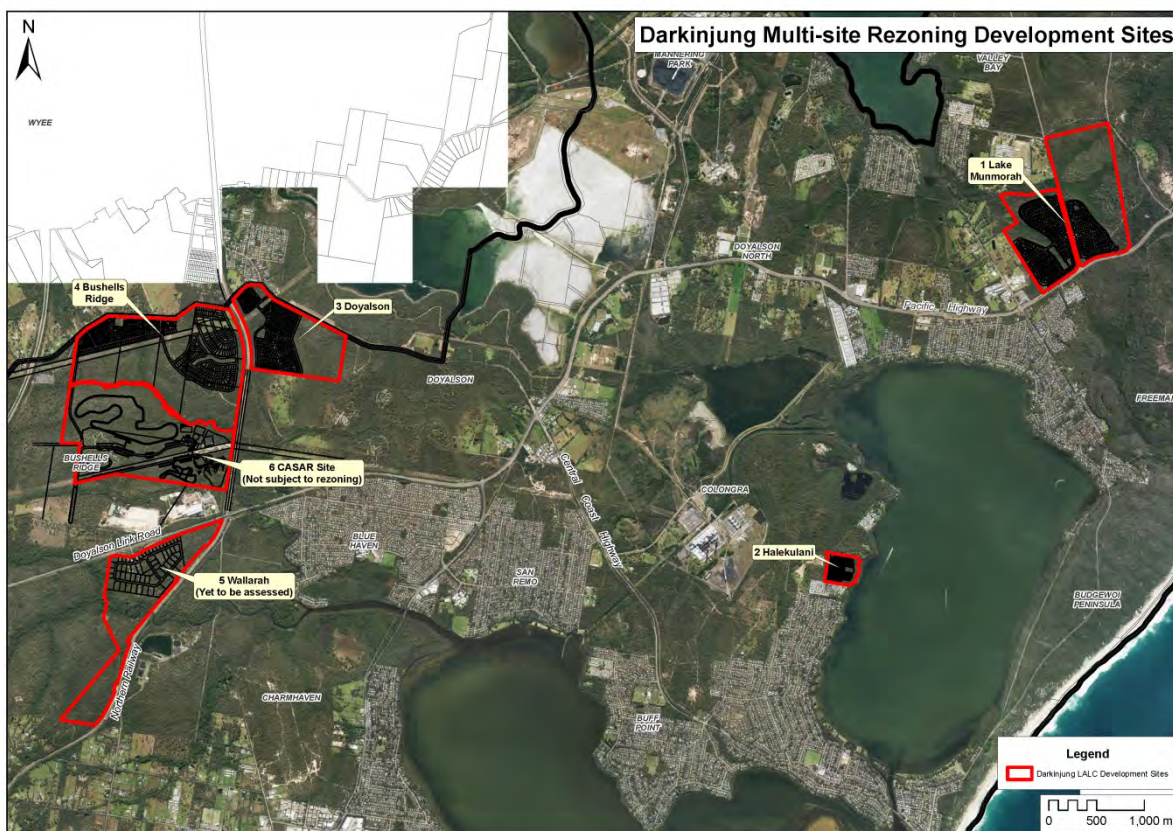 Darkinjung Multi-site Rezoning Development Sites
N
MANNERING
PARK
VALLEY
BAY
WYEE
1 Lake
Munmorah
DOYALSON
NORTH
4 Bushells
Ridge
3 Doyalson
Pacific Highway
DOYALSON
FREEMA
BUSHELLS
RIDGE
6 CASAR Site
(Not subject to rezoning)
Central Coast Highway
COLONGRA
Doyalson Link Road
BLUE
HAVEN
2 Halekulani
SAN
REMO
5 Wallarah
(Yet to be assessed)
BUDGEWOI
PENINSULA
Northern Railway
CHARMHAVEN
BUFF
POINT
Legend
Darkinjung LALC Development Sites
0 500 1,000 m